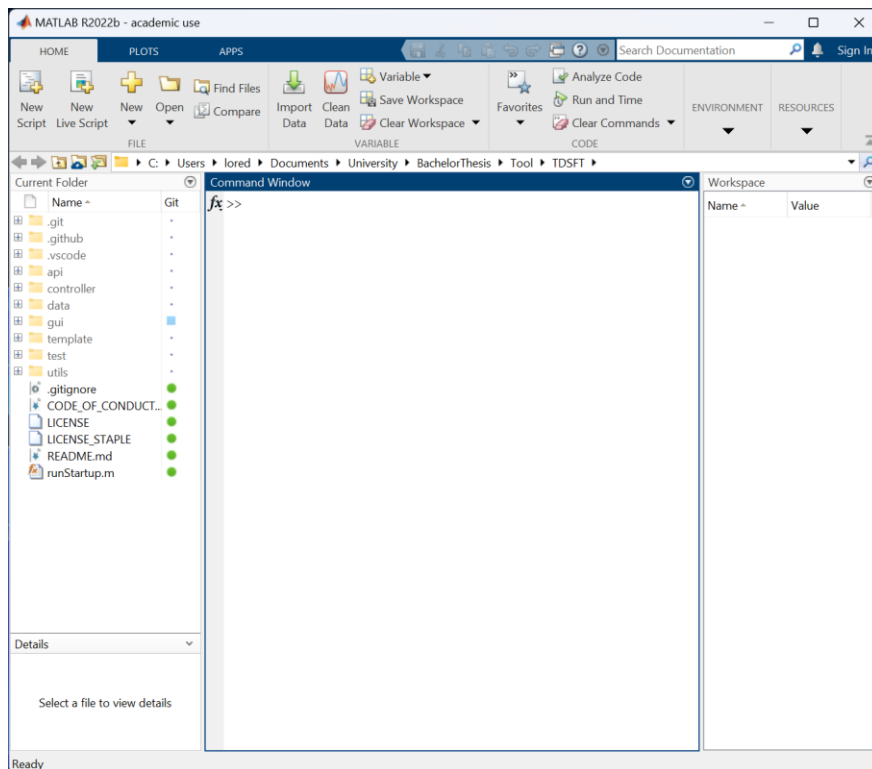 MATLAB R2022b - academic use
HOME PLOTS APPS Search Documentation Sign In
New Script
New Live Script
New
Open
Find Files
Compare
FILE
Import Data
Clean Data
Variable
Save Workspace
Clear Workspace
VARIABLE
Favorites
Analyze Code
Run and Time
Clear Commands
CODE
ENVIRONMENT
RESOURCES
C: Users lored Documents University BachelorThesis Tool TDSFT
Current Folder
Name Git
.git
.github
.vscode
api
controller
data
gui
template
test
utils
.gitignore
CODE_OF_CONDUCT...
LICENSE
LICENSE_STAPLE
README.md
runStartup.m
Details
Select a file to view details
Command Window
fx >>
Workspace
Name Value
Ready